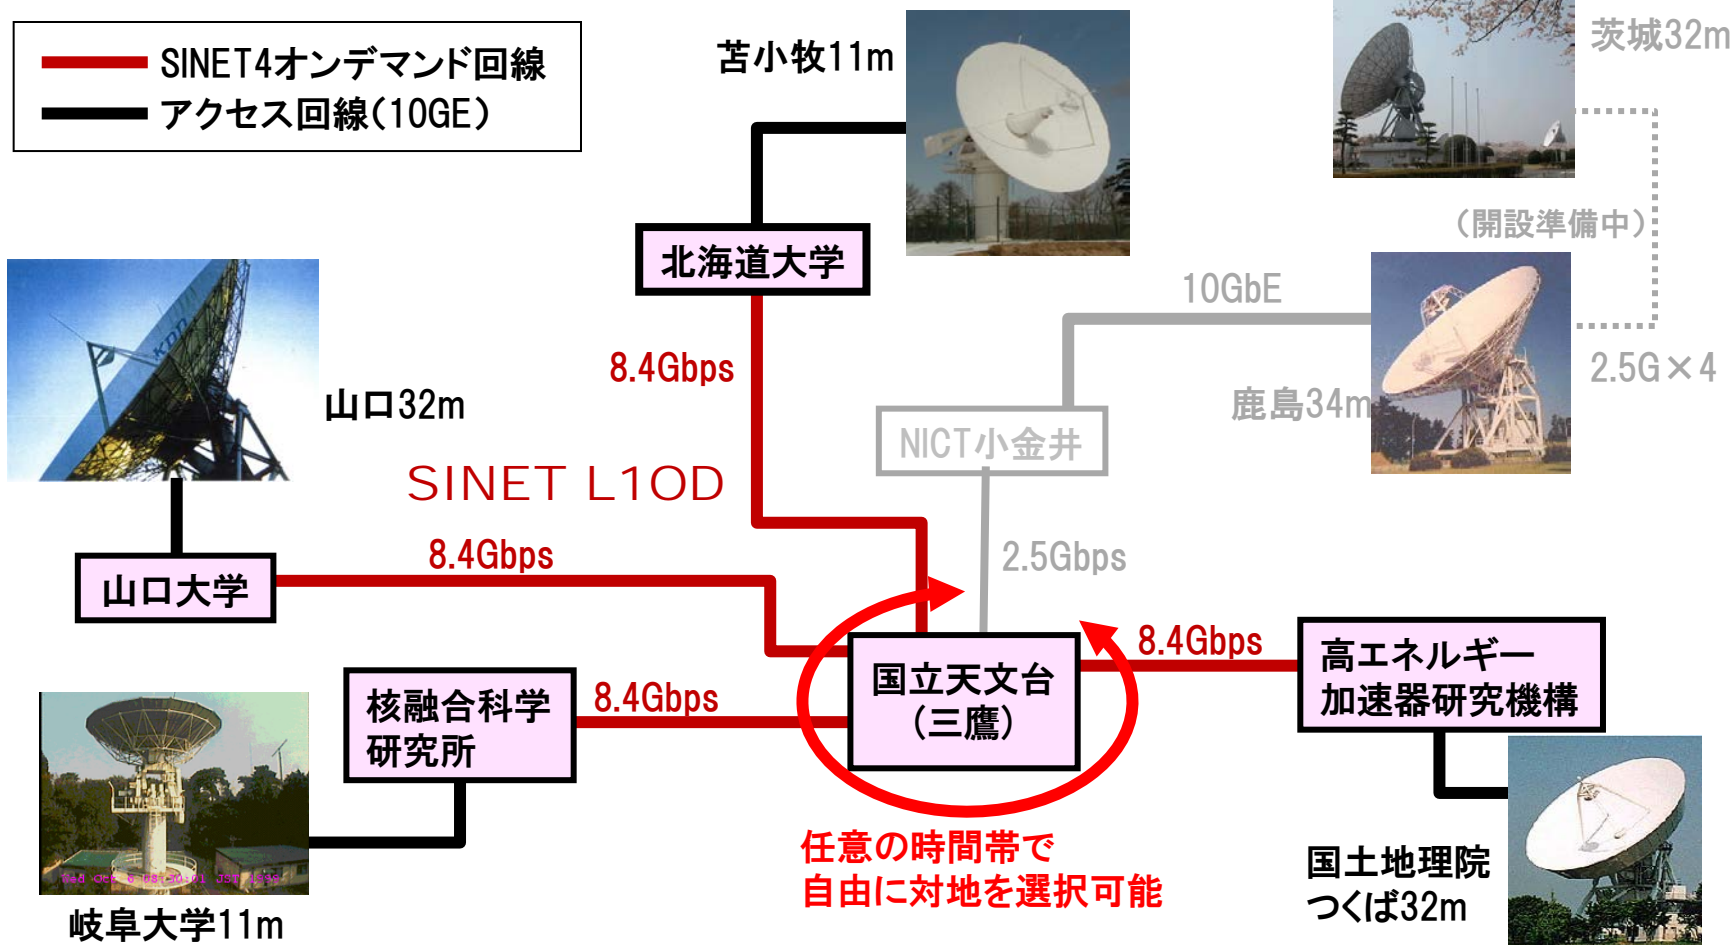 SINET4オンデマンド回線
アクセス回線(10GE)
苫小牧11m
茨城32m
(開設準備中)
北海道大学
10GbE
KDD
8.4Gbps
2.5G×4
山口32m
鹿島34m
NICT小金井
SINET L1OD
8.4Gbps
2.5Gbps
山口大学
8.4Gbps
高エネルギー
加速器研究機構
国立天文台
(三鷹)
核融合科学
研究所
8.4Gbps
任意の時間帯で
自由に対地を選択可能
国土地理院
つくば32m
岐阜大学11m